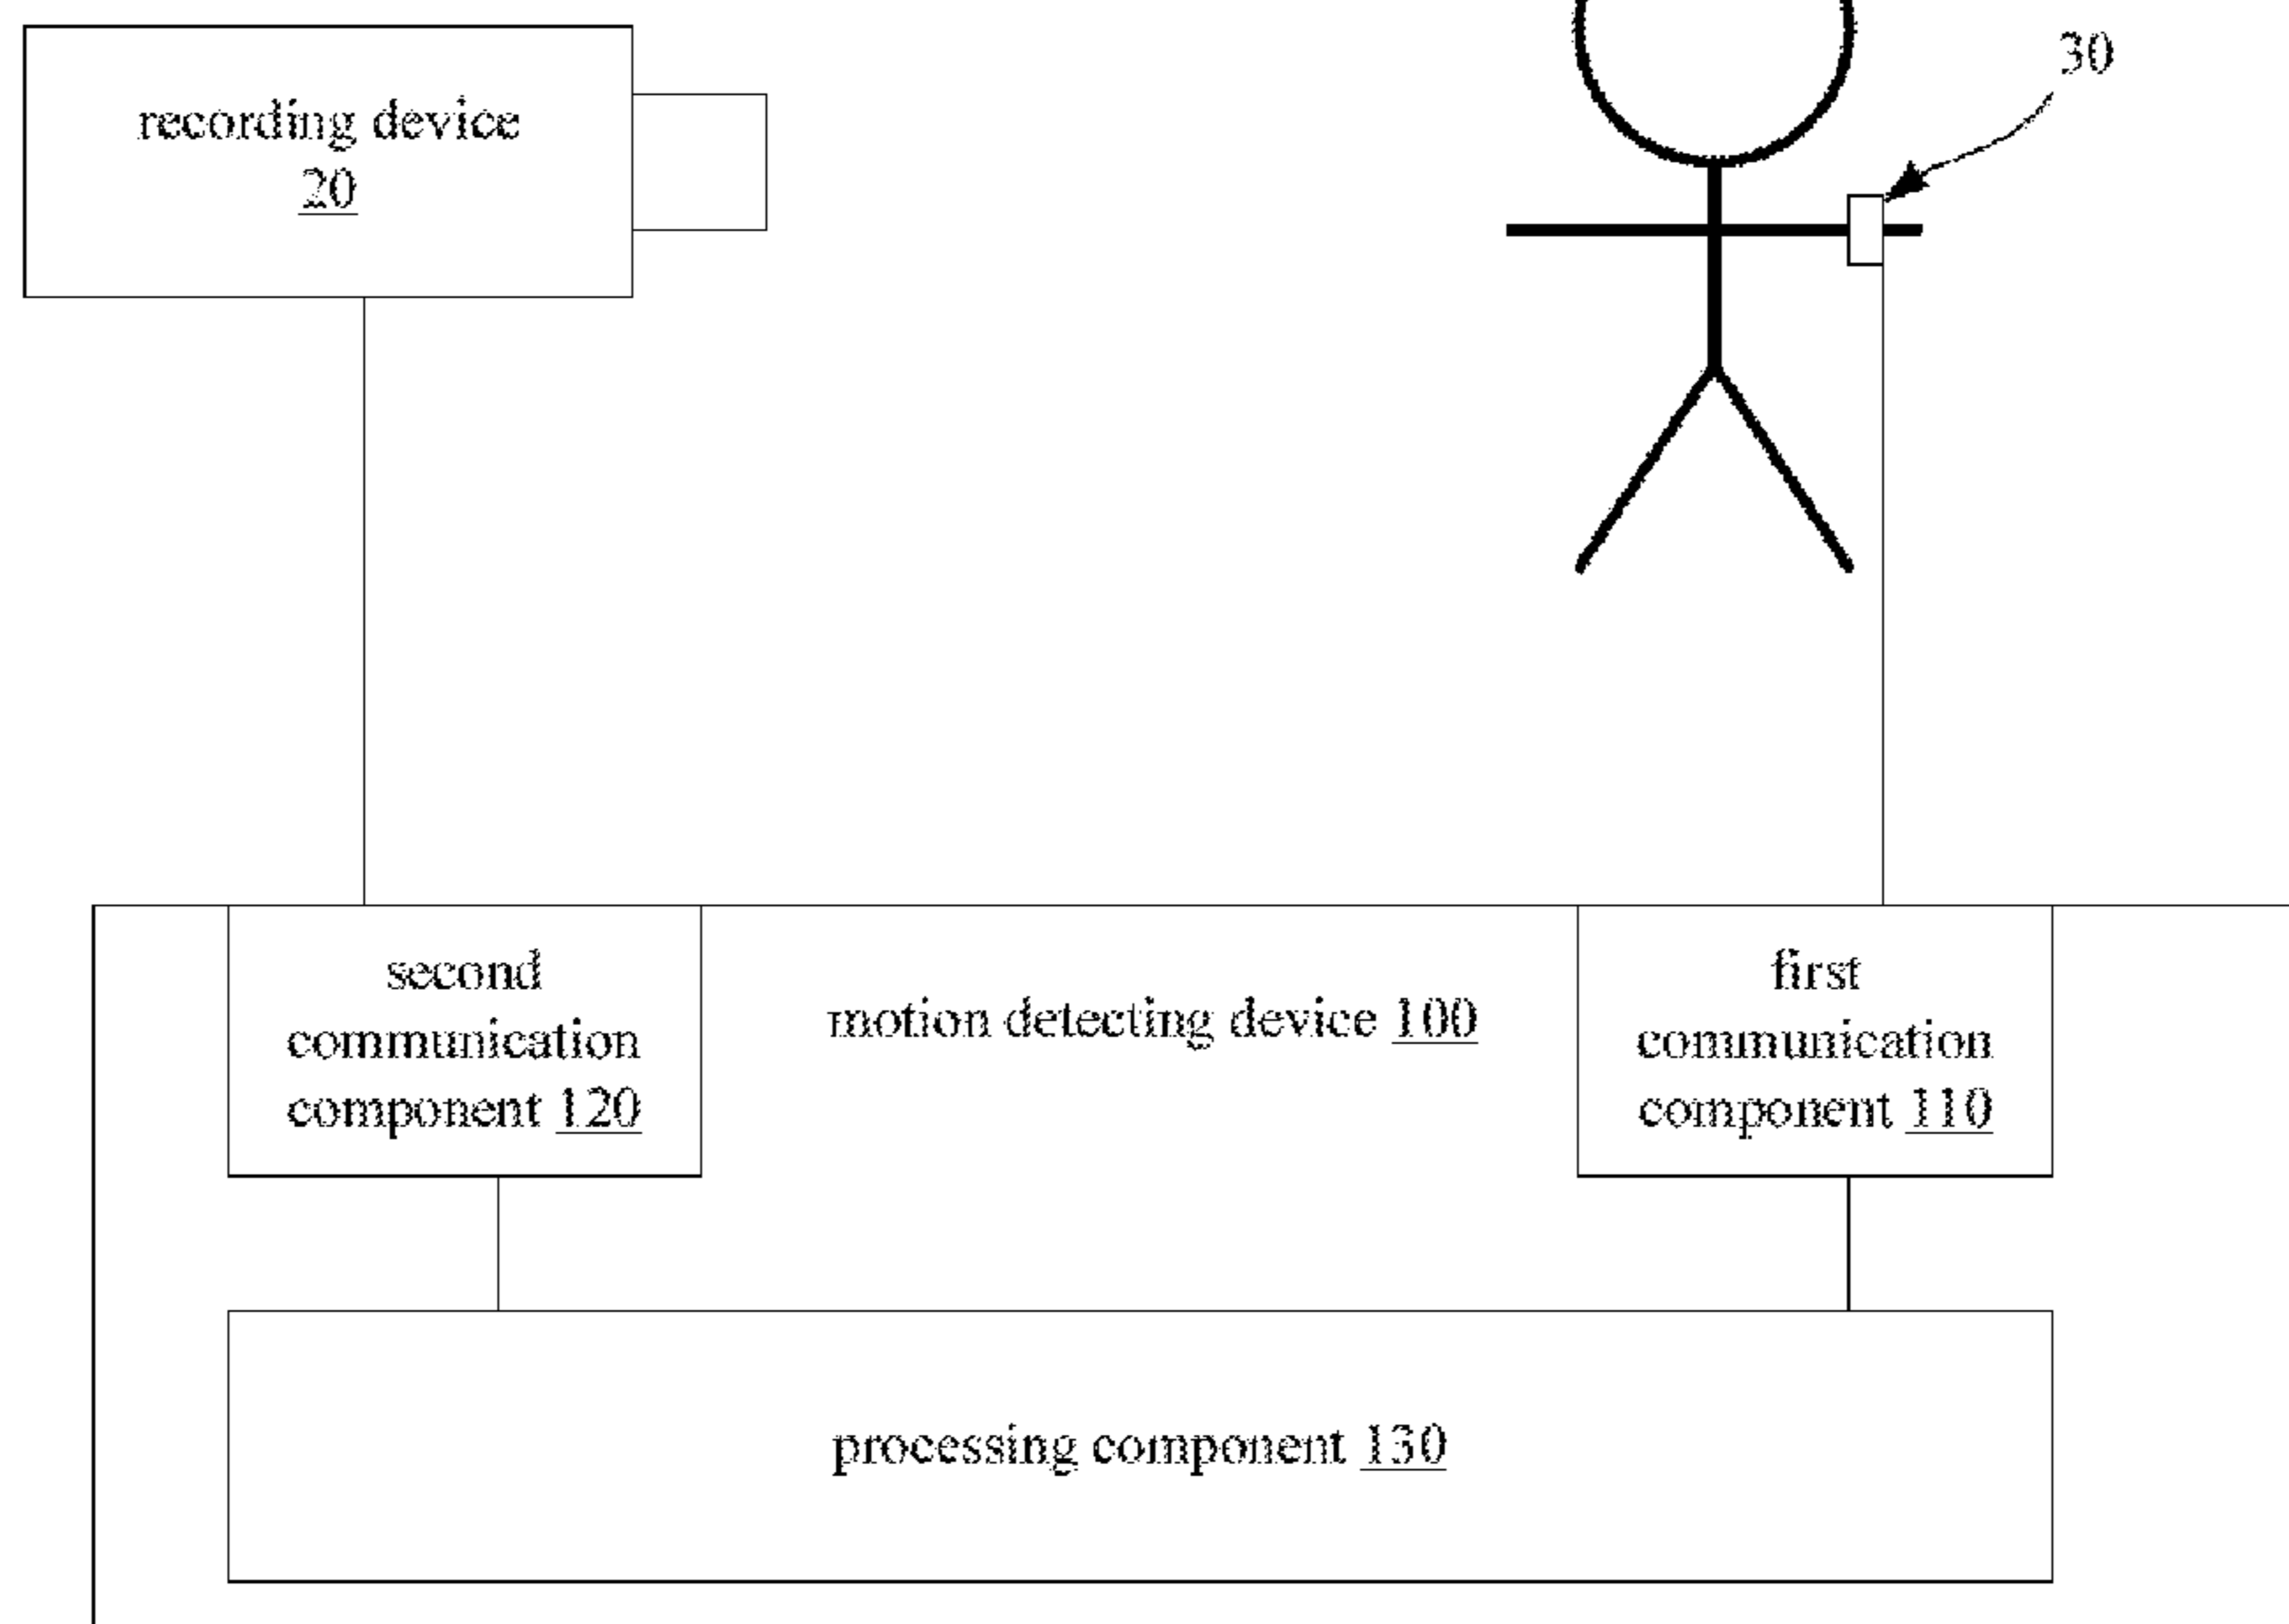 recording device
20
30
second
communication
component 120
motion detecting device 100
first
communication
component 110
processing component 130